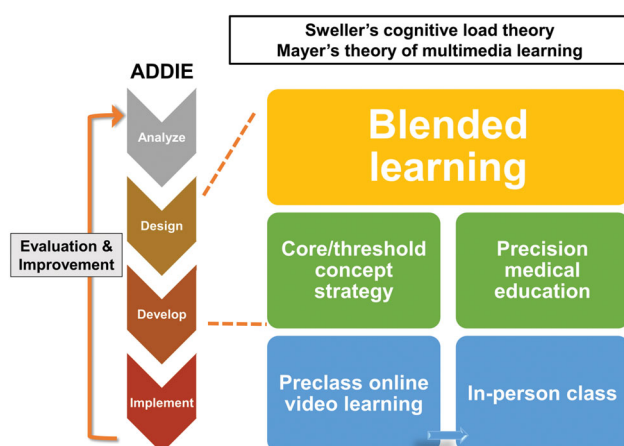 Sweller's cognitive load theory
Mayer's theory of multimedia learning
ADDIE
Analyze
Design
Develop
Implement
Evaluation &
Improvement
Blended
learning
Core/threshold
concept
strategy
Precision
medical
education
Preclass online
video learning
In-person class